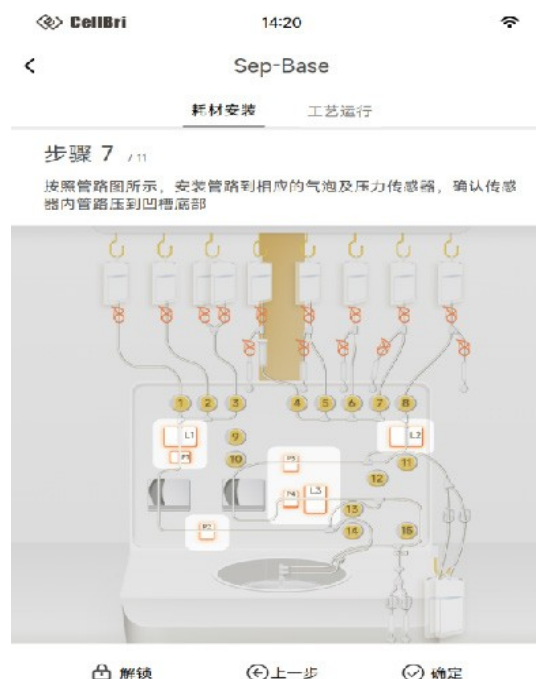 CellBri 14:20
Sep-Base
耗材安装 工艺运行
步骤 7 / 11
按照管路图所示，安装管路到相应的气泡及压力传感器，确认传感
器内管路压到凹槽底部
1 2 3 4 5 6 7 8
L1 9 L2
P1 10 P3 11
12
P4 L3
13
P2 14 15
解锁 上一步 确定